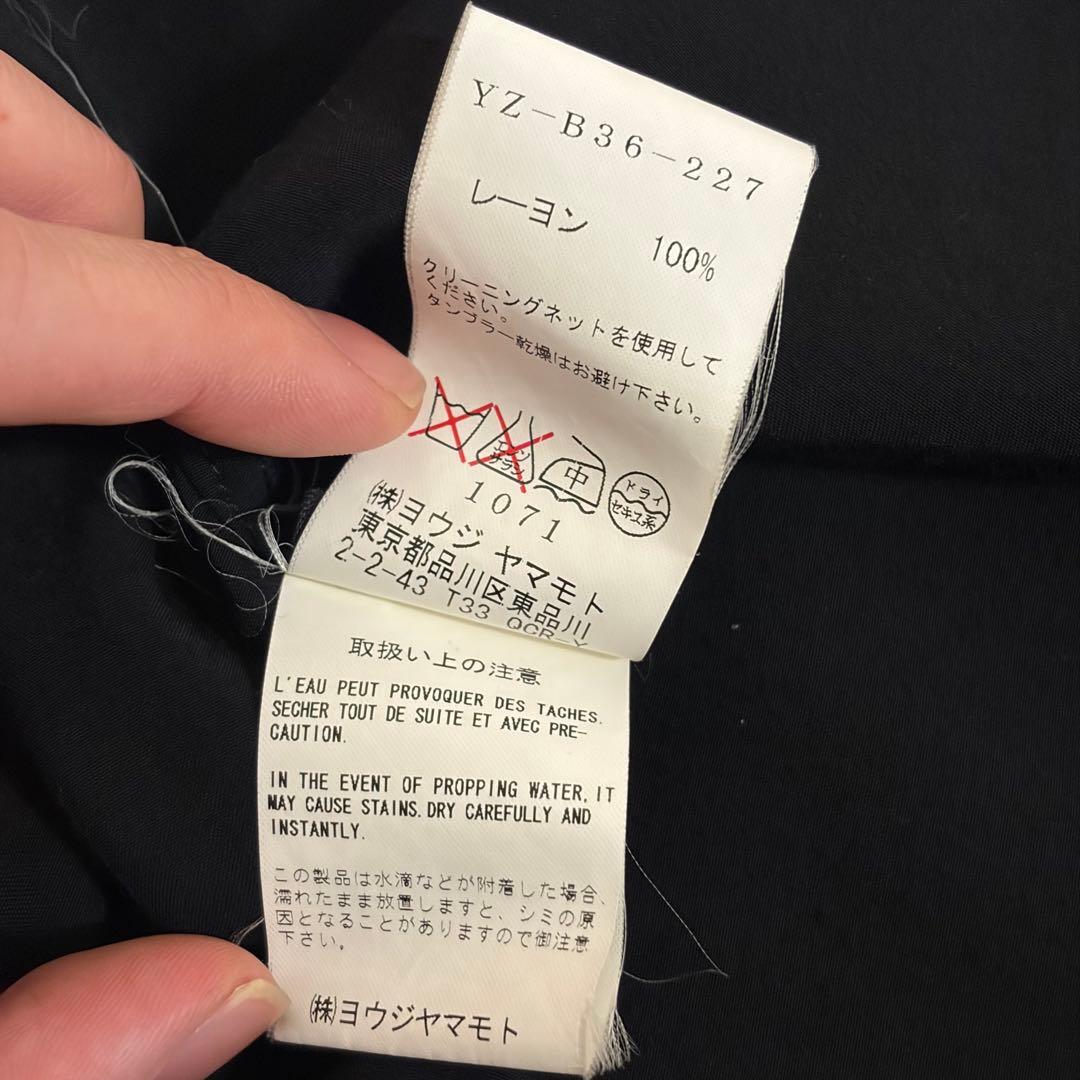 YZ-B36-227
レーヨン 100%
クリーニングネットを使用して
ください。
タンブラー乾燥はお避け下さい。
エンソ
サラシ
中
ドライ
セキユ系
1071
㈱ヨウジ ヤマモト
東京都品川区東品川
2-2-43 T33 QCR-Y
取扱い上の注意
L'EAU PEUT PROVOQUER DES TACHES.
SECHER TOUT DE SUITE ET AVEC PRE-
CAUTION.
IN THE EVENT OF PROPPING WATER, IT
MAY CAUSE STAINS. DRY CAREFULLY AND
INSTANTLY.
この製品は水滴などが附着した場合、
濡れたまま放置しますと、シミの原
因となることがありますので御注意
下さい。
㈱ヨウジヤマモト